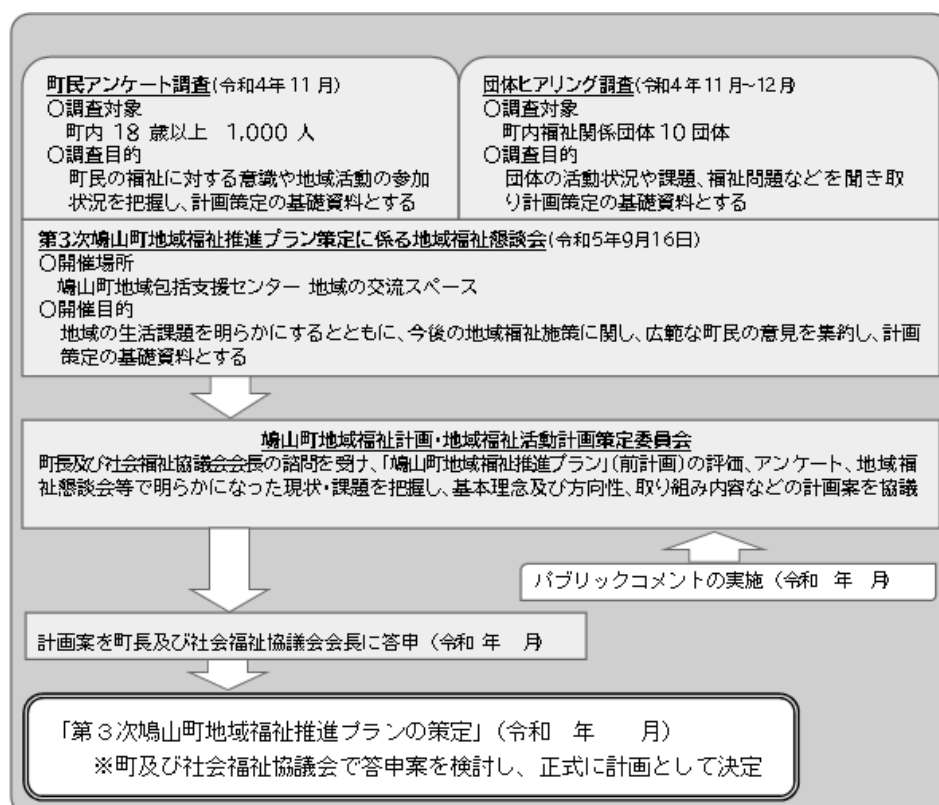 町民アンケート調査(令和4年11月)
○調査対象
町内 18 歳以上 1,000 人
○調査目的
町民の福祉に対する意識や地域活動の参加
状況を把握し、計画策定の基礎資料とする
団体ヒアリング調査(令和4年11月~12月)
○調査対象
町内福祉関係団体10団体
○調査目的
団体の活動状況や課題、福祉問題などを聞き取
り計画策定の基礎資料とする
第3次鳩山町地域福祉推進プラン策定に係る地域福祉懇談会(令和5年9月16日)
○開催場所
鳩山町地域包括支援センター 地域の交流スペース
○開催目的
地域の生活課題を明らかにするとともに、今後の地域福祉施策に関し、広範な町民の意見を集約し、計画
策定の基礎資料とする
鳩山町地域福祉計画・地域福祉活動計画策定委員会
町長及び社会福祉協議会会長の諮問を受け、「鳩山町地域福祉推進プラン」(前計画)の評価、アンケート、地域福
祉懇談会等で明らかになった現状・課題を把握し、基本理念及び方向性、取り組み内容などの計画案を協議
パブリックコメントの実施(令和 年 月)
計画案を町長及び社会福祉協議会会長に答申(令和 年 月)
「第3次鳩山町地域福祉推進プランの策定」(令和 年 月)
※町及び社会福祉協議会で答申案を検討し、正式に計画として決定